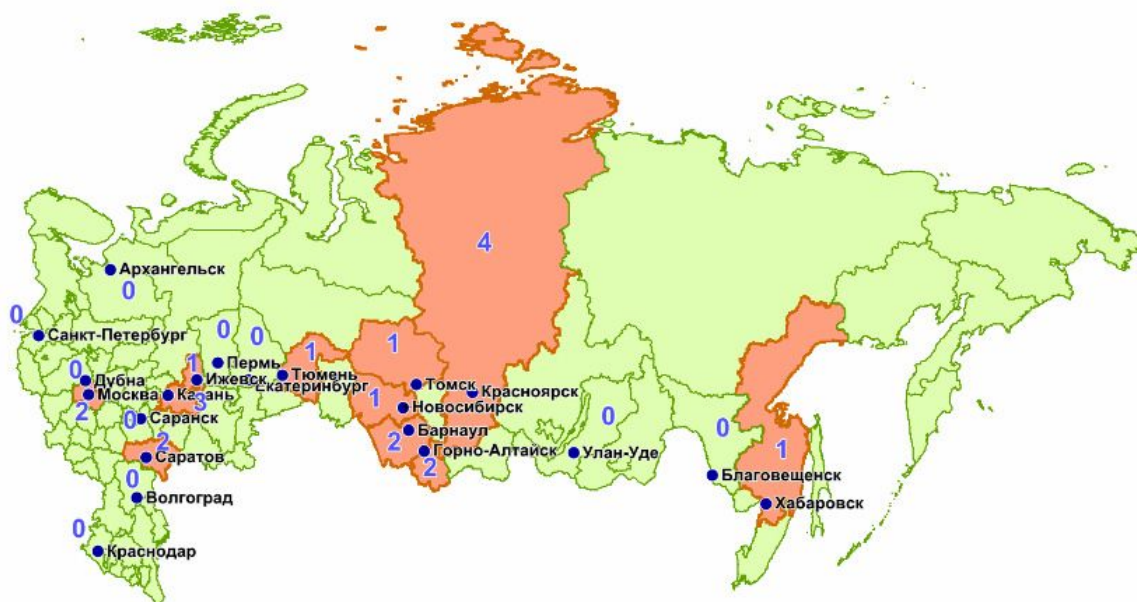 4
Архангельск
0
0
Санкт-Петербург
0
0
1
1
Пермь
0
1
Дубна
Ижевск
Тюмень
Екатеринбург
Томск
Москва
Казань
3
1
Красноярск
2
Новосибирск
0
Саранск
0
0
2
Барнаул
2
1
Саратов
Горно-Алтайск
Улан-Уде
2
0
Благовещенск
Волгоград
Хабаровск
0
Краснодар